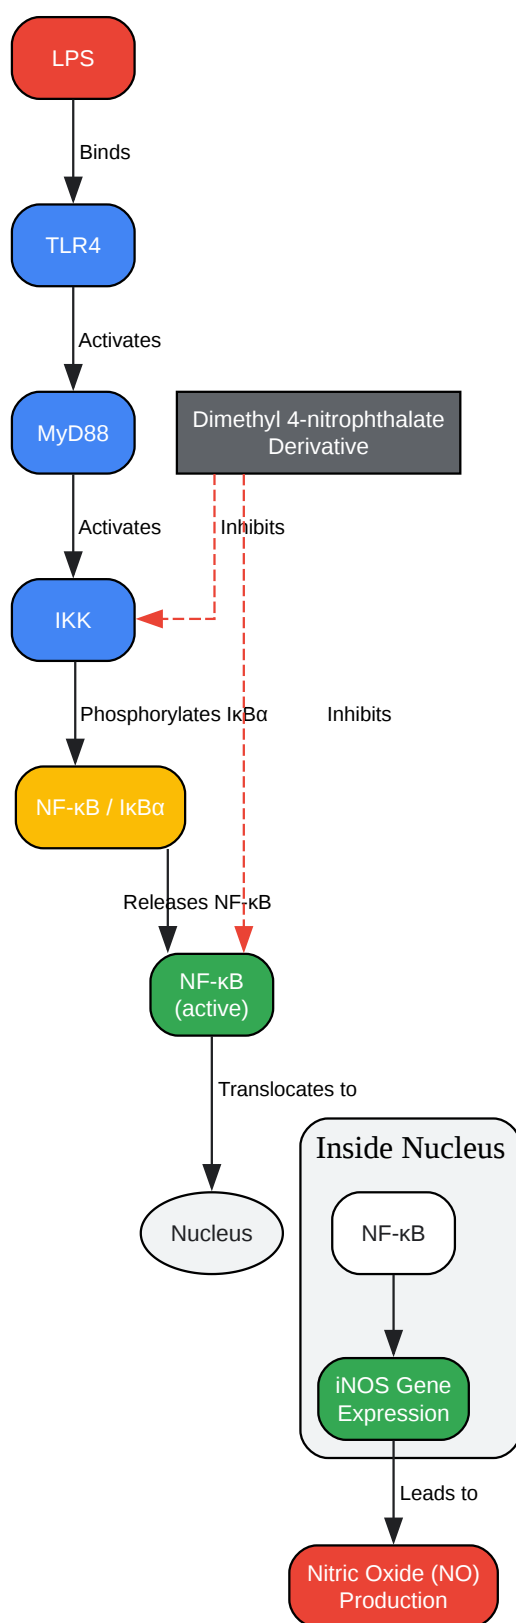 LPS
Binds
TLR4
Activates
MyD88
Dimethyl 4-nitrophthalate
Derivative
Activates
Inhibits
IKK
Phosphorylates IκBα
Inhibits
NF-κB / IκBα
Releases NF-κB
NF-κB
(active)
Translocates to
Inside Nucleus
Nucleus
NF-κB
iNOS Gene
Expression
Leads to
Nitric Oxide (NO)
Production